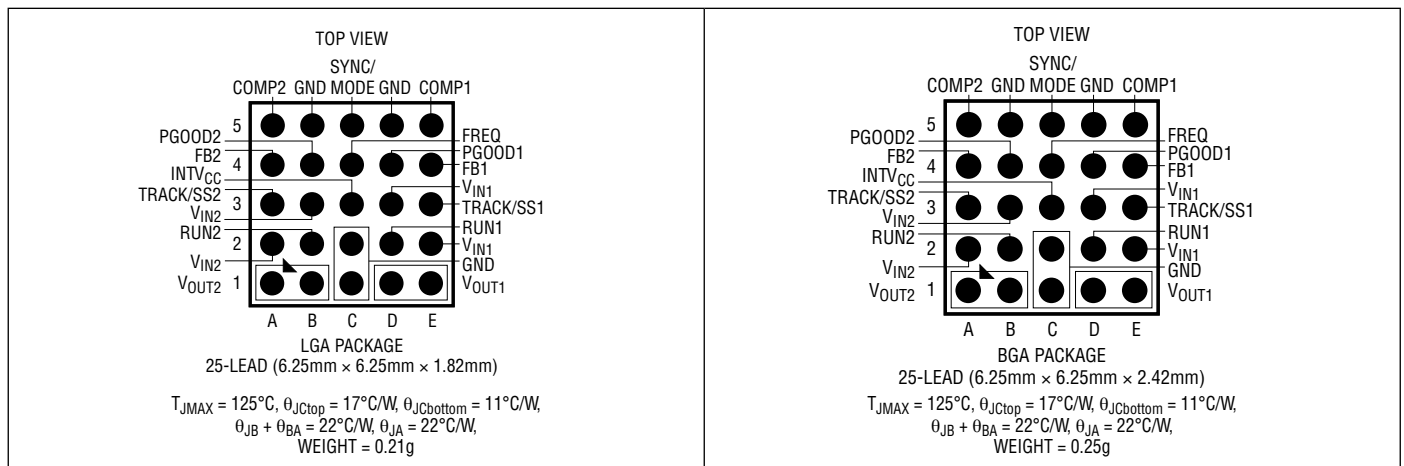 TOP VIEW
SYNC/
COMP2 GND MODE GND COMP1
5
PGOOD2
FREQ
FB2
PGOOD1
4
FB1
INTVCC
VIN1
TRACK/SS2
3
TRACK/SS1
VIN2
RUN1
RUN2
2
VIN1
VIN2
GND
VOUT2
1
VOUT1
A B C D E
LGA PACKAGE
25-LEAD (6.25mm × 6.25mm × 1.82mm)
TJMAX = 125°C, θJCtop = 17°C/W, θJCbottom = 11°C/W,
θJB + θBA = 22°C/W, θJA = 22°C/W,
WEIGHT = 0.21g
TOP VIEW
SYNC/
COMP2 GND MODE GND COMP1
5
PGOOD2
FREQ
FB2
PGOOD1
4
FB1
INTVCC
VIN1
TRACK/SS2
3
TRACK/SS1
VIN2
RUN1
RUN2
2
VIN1
VIN2
GND
VOUT2
1
VOUT1
A B C D E
BGA PACKAGE
25-LEAD (6.25mm × 6.25mm × 2.42mm)
TJMAX = 125°C, θJCtop = 17°C/W, θJCbottom = 11°C/W,
θJB + θBA = 22°C/W, θJA = 22°C/W,
WEIGHT = 0.25g